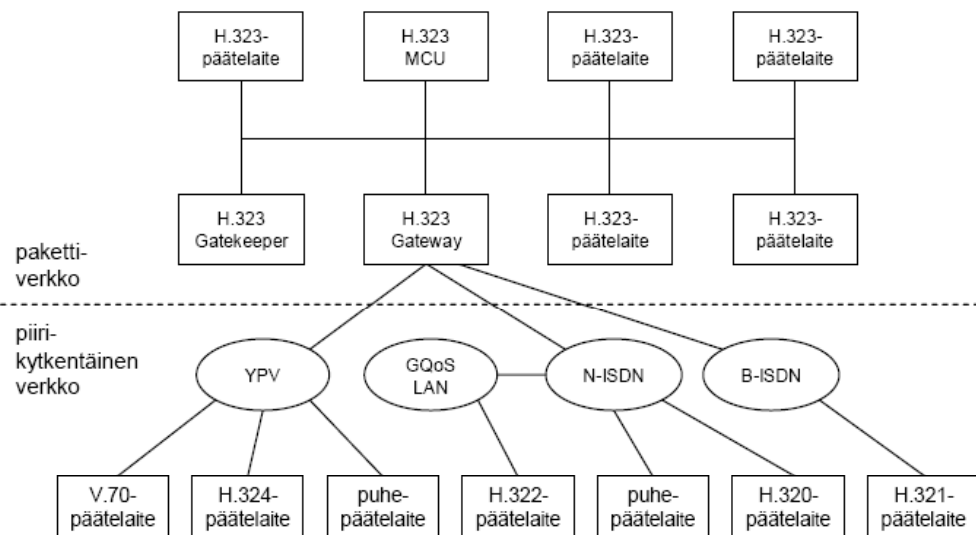 H.323-
päätelaite
H.323
MCU
H.323-
päätelaite
H.323-
päätelaite
H.323
Gatekeeper
H.323
Gateway
H.323-
päätelaite
H.323-
päätelaite
paketti-
verkko
piiri-
kytkentäinen
verkko
YPV
GQoS
LAN
N-ISDN
B-ISDN
V.70-
päätelaite
H.324-
päätelaite
puhe-
päätelaite
H.322-
päätelaite
puhe-
päätelaite
H.320-
päätelaite
H.321-
päätelaite